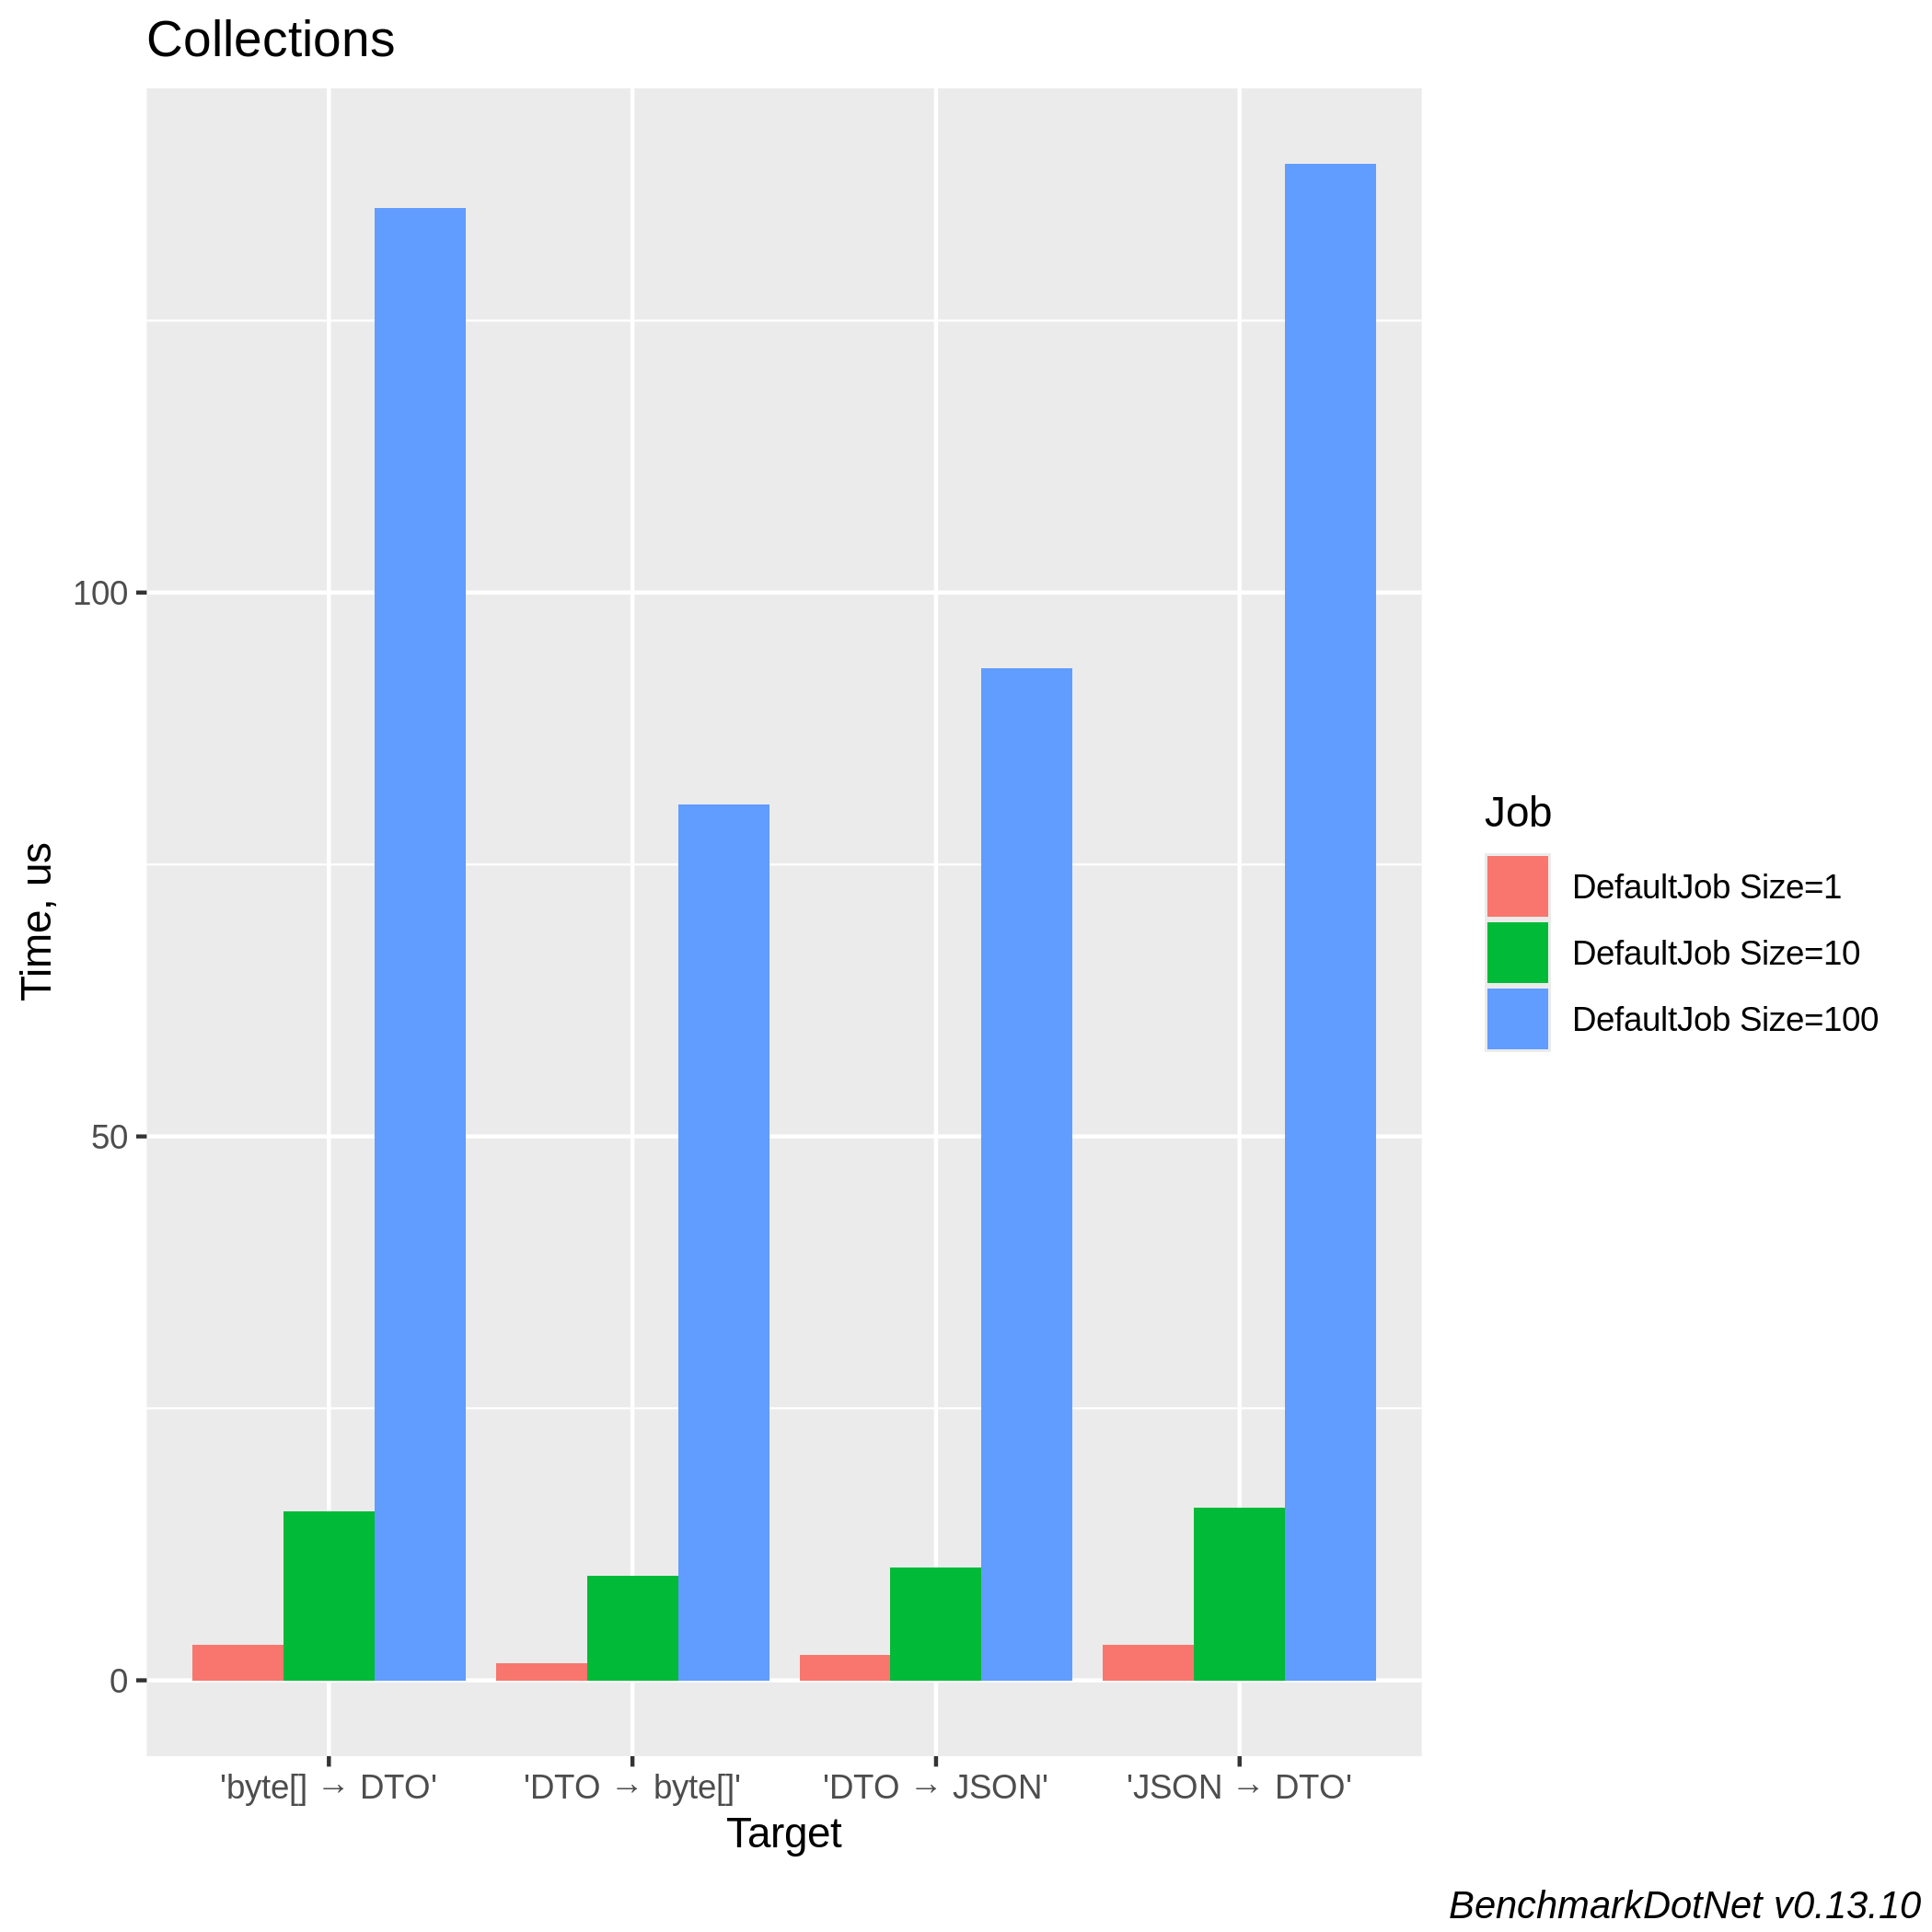 Collections
Time, us
100
50
0
'byte[] → DTO'
'DTO → byte[]'
'DTO → JSON'
'JSON → DTO'
Target
Job
DefaultJob Size=1
DefaultJob Size=10
DefaultJob Size=100
BenchmarkDotNet v0.13.10